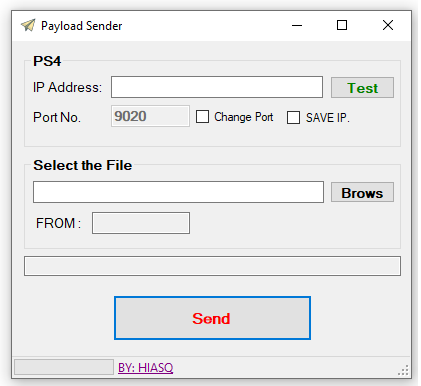 Payload Sender
PS4
IP Address: Test
Port No. 9020 Change Port SAVE IP.
Select the File
Brows
FROM :
Send
BY: HIASQ